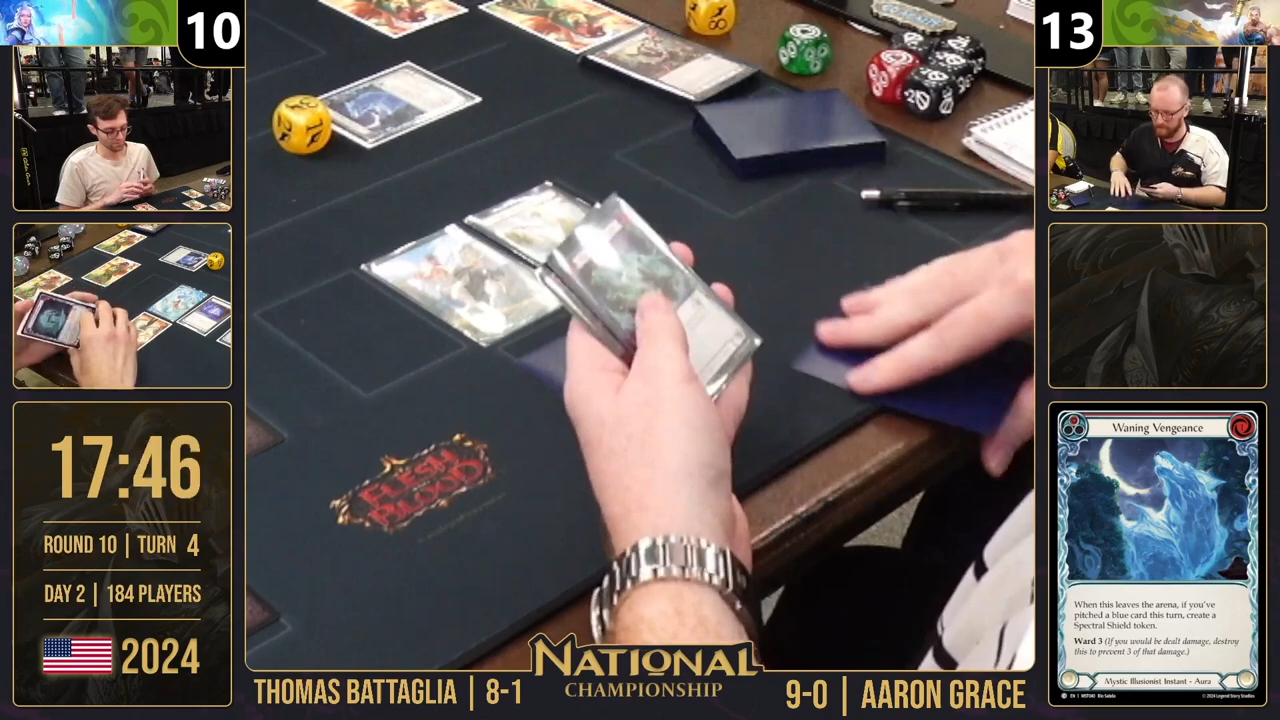 10
13
17:46
ROUND 10 | TURN 4
DAY 2 | 184 PLAYERS
2024
FLESH
BLOOD
NATIONAL
CHAMPIONSHIP
THOMAS BATTAGLIA | 8-1
9-0 | AARON GRACE
Waning Vengeance
When this leaves the arena, if you've
pitched a blue card this turn, create a
Spectral Shield token.
Ward 3 (If you would be dealt damage, destroy
this to prevent 3 of that damage.)
Mystic Illusionist Instant - Aura